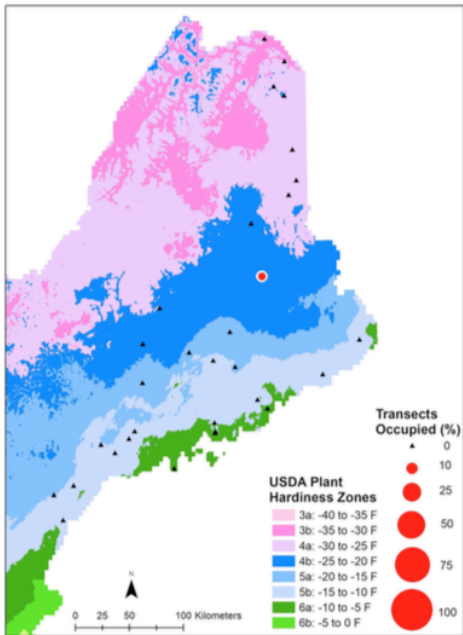 Transects
Occupied (%)
0
10
25
50
75
100
USDA Plant
Hardiness Zones
3a: -40 to -35 F
3b: -35 to -30 F
4a: -30 to -25 F
4b: -25 to -20 F
5a: -20 to -15 F
5b: -15 to -10 F
6a: -10 to -5 F
6b: -5 to 0 F
N
0 25 50 100 Kilometers